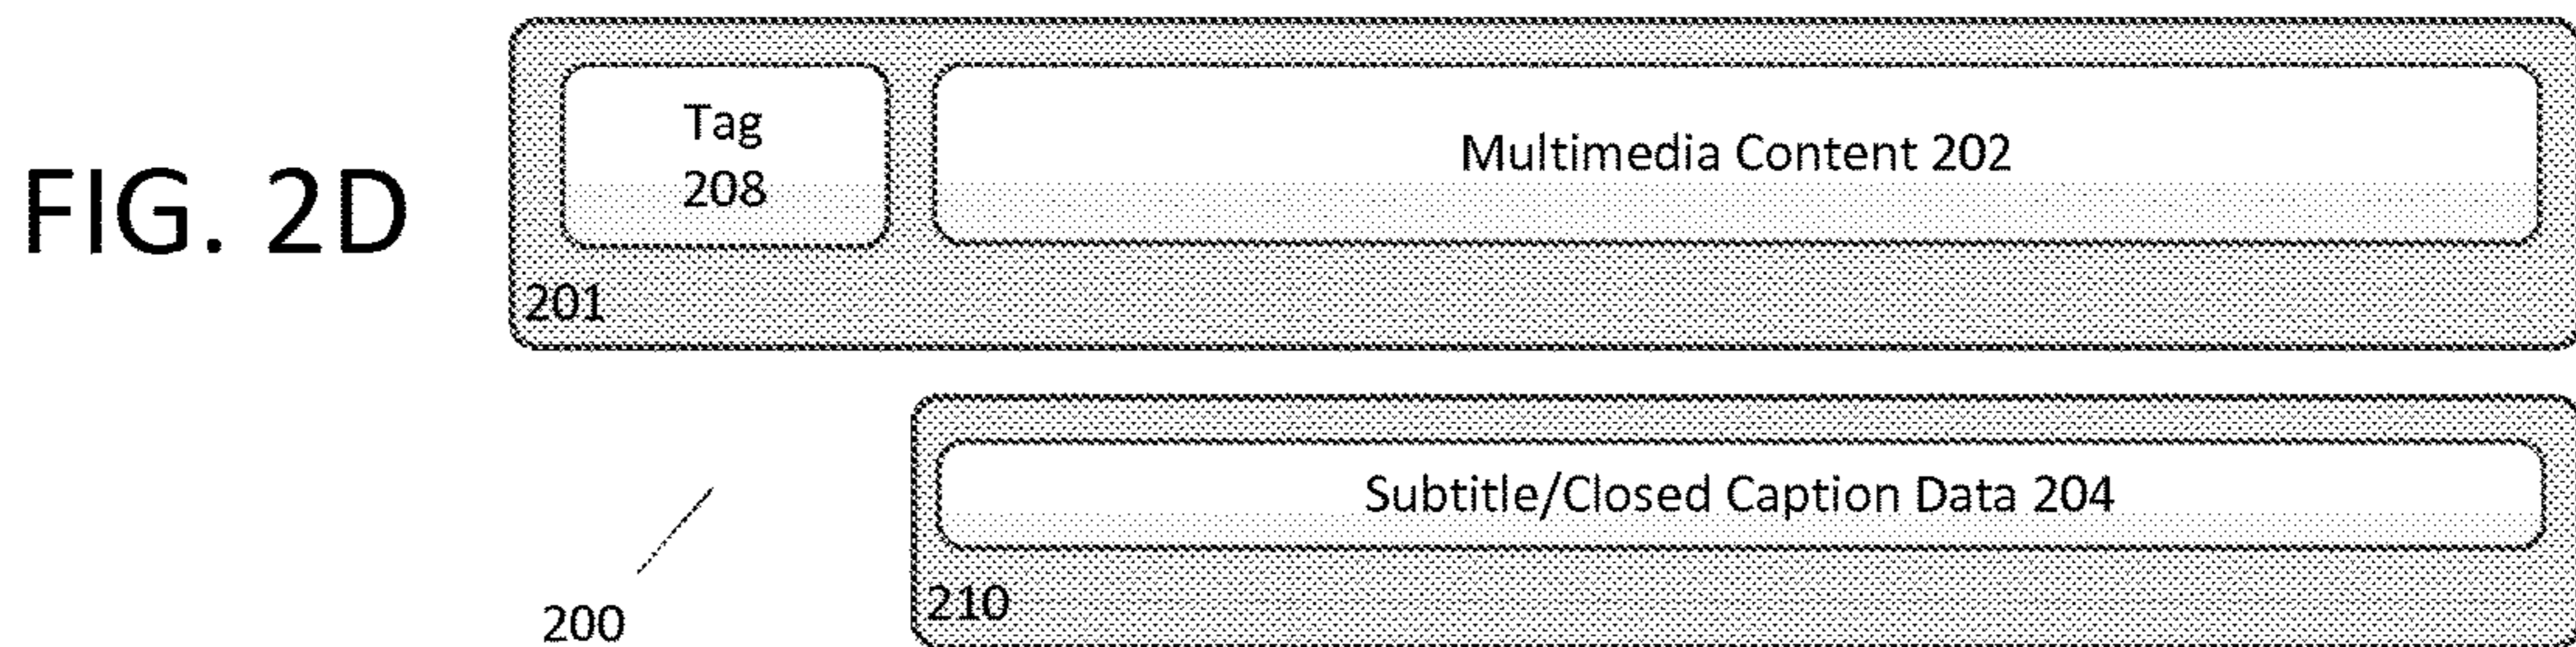 FIG. 2D
Tag
208
Multimedia Content 202
201
Subtitle/Closed Caption Data 204
210
200